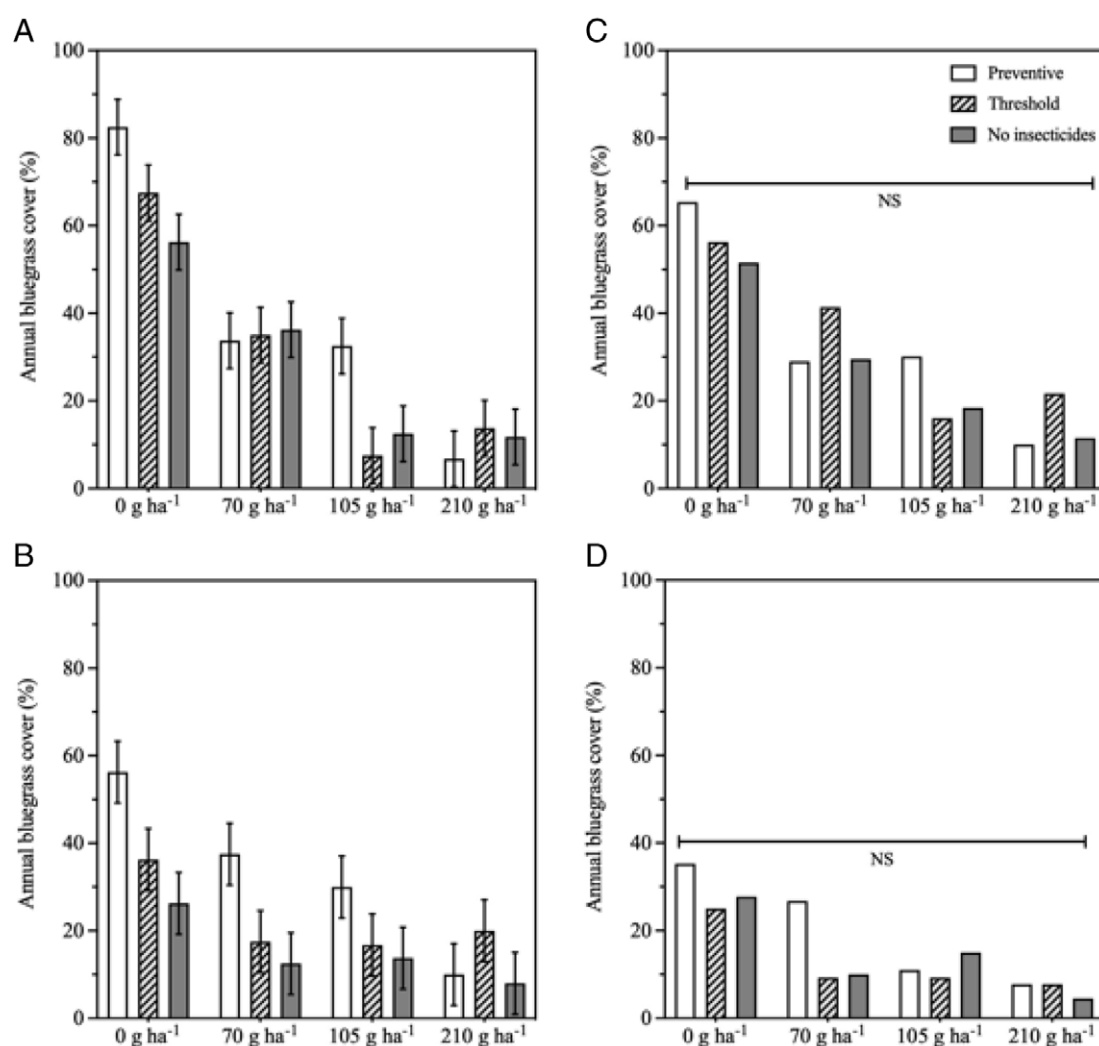 A
Annual bluegrass cover (%)
100
80
60
40
20
0
0 g ha⁻¹ 70 g ha⁻¹ 105 g ha⁻¹ 210 g ha⁻¹
C
Annual bluegrass cover (%)
100
80
60
40
20
0
Preventive
Threshold
No insecticides
NS
0 g ha⁻¹ 70 g ha⁻¹ 105 g ha⁻¹ 210 g ha⁻¹
B
Annual bluegrass cover (%)
100
80
60
40
20
0
0 g ha⁻¹ 70 g ha⁻¹ 105 g ha⁻¹ 210 g ha⁻¹
D
Annual bluegrass cover (%)
100
80
60
40
20
0
NS
0 g ha⁻¹ 70 g ha⁻¹ 105 g ha⁻¹ 210 g ha⁻¹